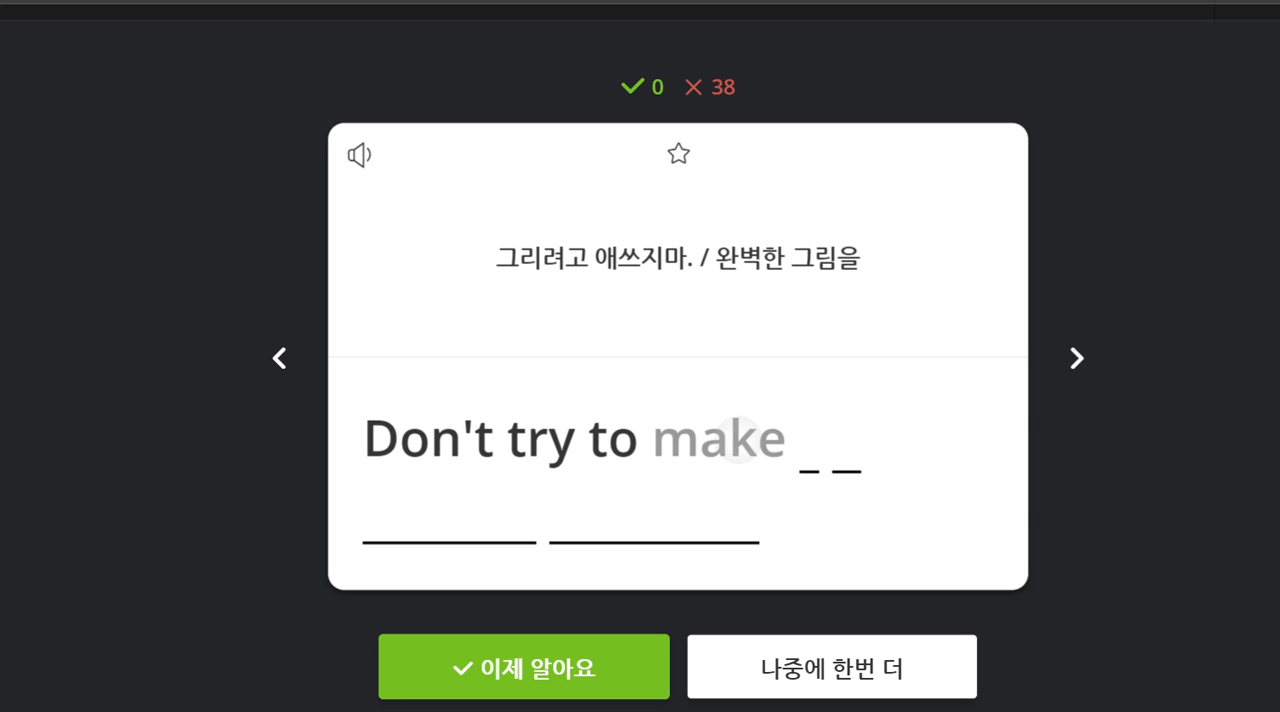 0 38
그리려고 애쓰지마. / 완벽한 그림을
Don't try to make _ _
_ _
이제 알아요
나중에 한번 더